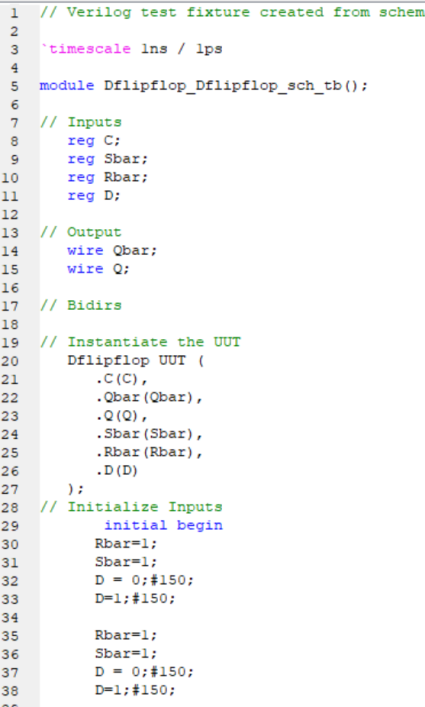 1 // Verilog test fixture created from schem
2
3 `timescale 1ns / 1ps
4
5 module Dflipflop_Dflipflop_sch_tb();
6
7 // Inputs
8 reg C;
9 reg Sbar;
10 reg Rbar;
11 reg D;
12
13 // Output
14 wire Qbar;
15 wire Q;
16
17 // Bidirs
18
19 // Instantiate the UUT
20 Dflipflop UUT (
21 .C(C),
22 .Qbar(Qbar),
23 .Q(Q),
24 .Sbar(Sbar),
25 .Rbar(Rbar),
26 .D(D)
27 );
28 // Initialize Inputs
29 initial begin
30 Rbar=1;
31 Sbar=1;
32 D = 0;#150;
33 D=1;#150;
34
35 Rbar=1;
36 Sbar=1;
37 D = 0;#150;
38 D=1;#150;